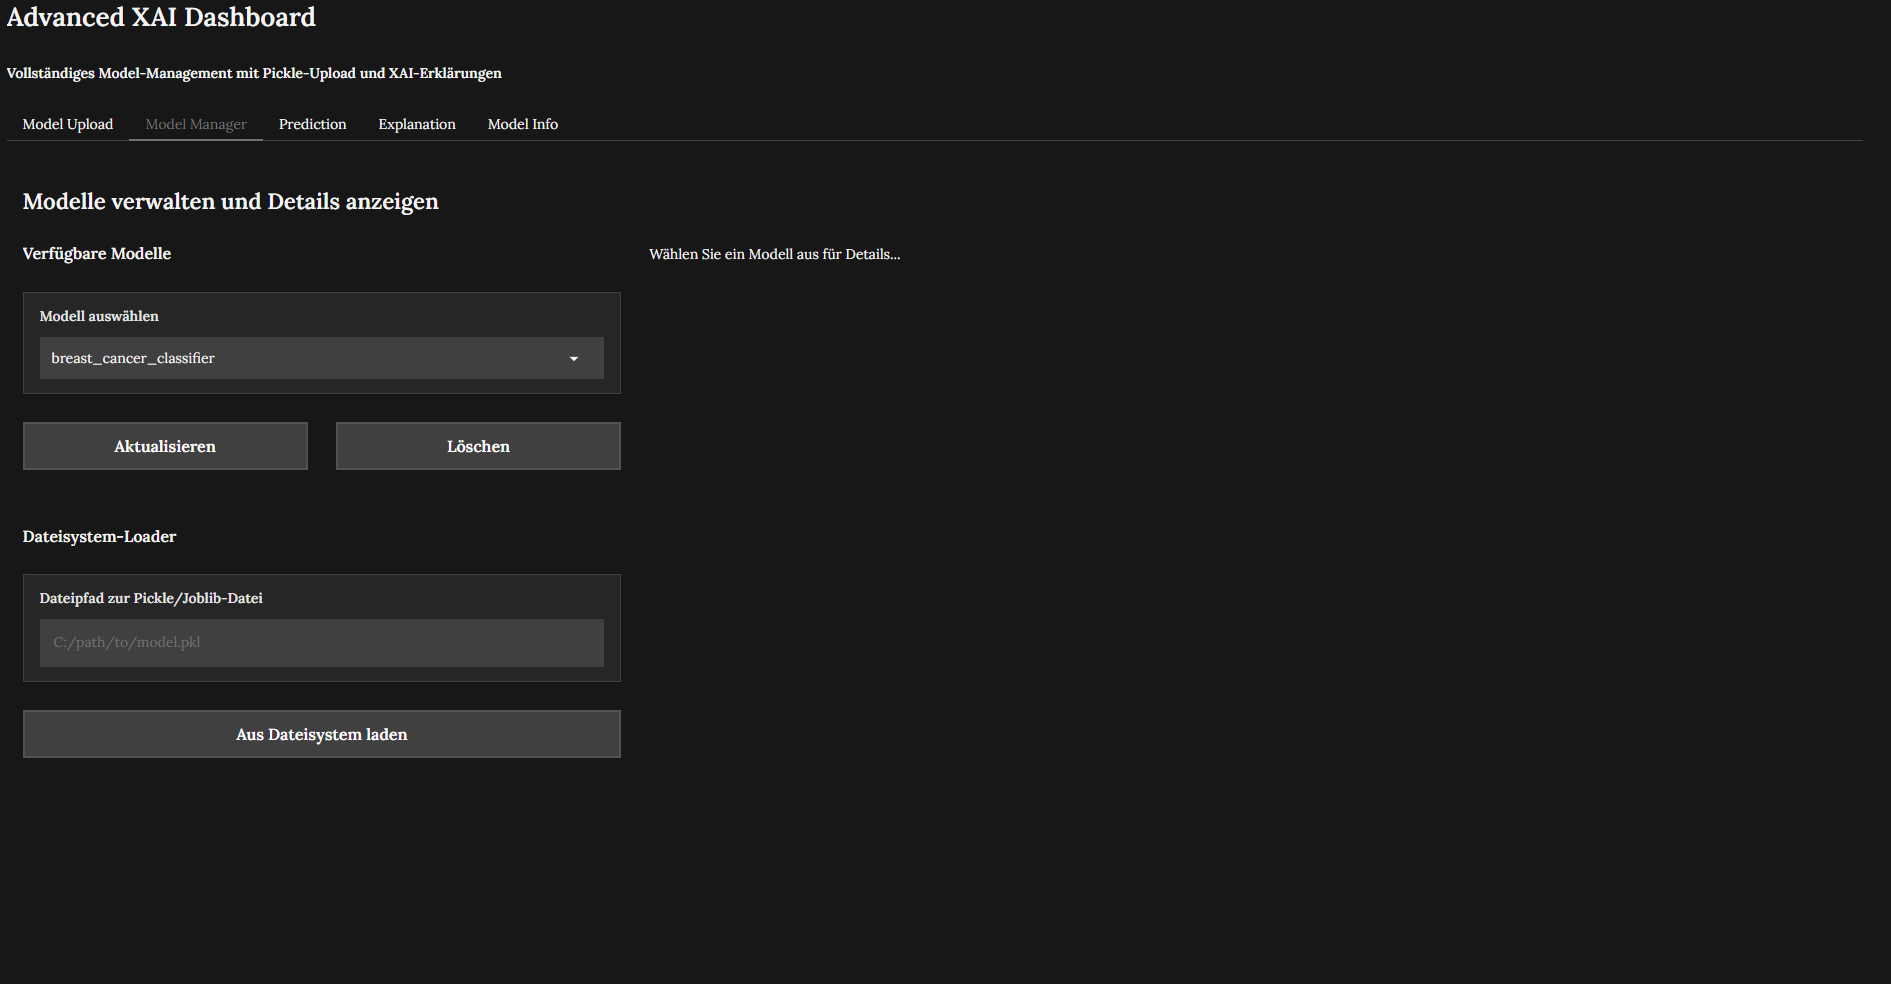 Advanced XAI Dashboard
Vollständiges Model-Management mit Pickle-Upload und XAI-Erklärungen
Model Upload Model Manager Prediction Explanation Model Info
Modelle verwalten und Details anzeigen
Verfügbare Modelle
Wählen Sie ein Modell aus für Details...
Modell auswählen
breast_cancer_classifier
Aktualisieren Löschen
Dateisystem-Loader
Dateipfad zur Pickle/Joblib-Datei
C:/path/to/model.pkl
Aus Dateisystem laden